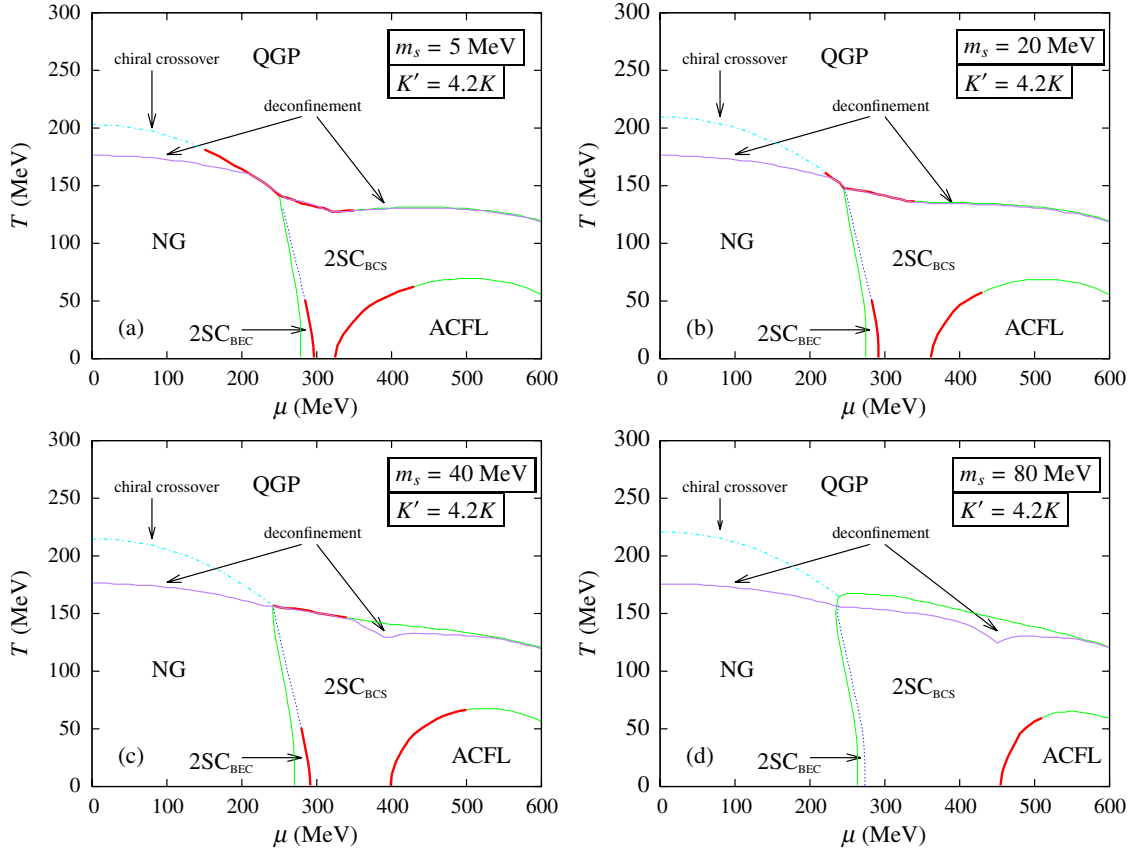 300
250
200
150
100
50
0
T (MeV)
0 100 200 300 400 500 600
μ (MeV)
chiral crossover
QGP
m_s = 5 MeV
K′ = 4.2K
deconfinement
NG
2SC_BCS
(a)
2SC_BEC
ACFL
300
250
200
150
100
50
0
T (MeV)
0 100 200 300 400 500 600
μ (MeV)
chiral crossover
QGP
m_s = 20 MeV
K′ = 4.2K
deconfinement
NG
2SC_BCS
(b)
2SC_BEC
ACFL
300
250
200
150
100
50
0
T (MeV)
0 100 200 300 400 500 600
μ (MeV)
chiral crossover
QGP
m_s = 40 MeV
K′ = 4.2K
deconfinement
NG
2SC_BCS
(c)
2SC_BEC
ACFL
300
250
200
150
100
50
0
T (MeV)
0 100 200 300 400 500 600
μ (MeV)
chiral crossover
QGP
m_s = 80 MeV
K′ = 4.2K
deconfinement
NG
2SC_BCS
(d)
2SC_BEC
ACFL